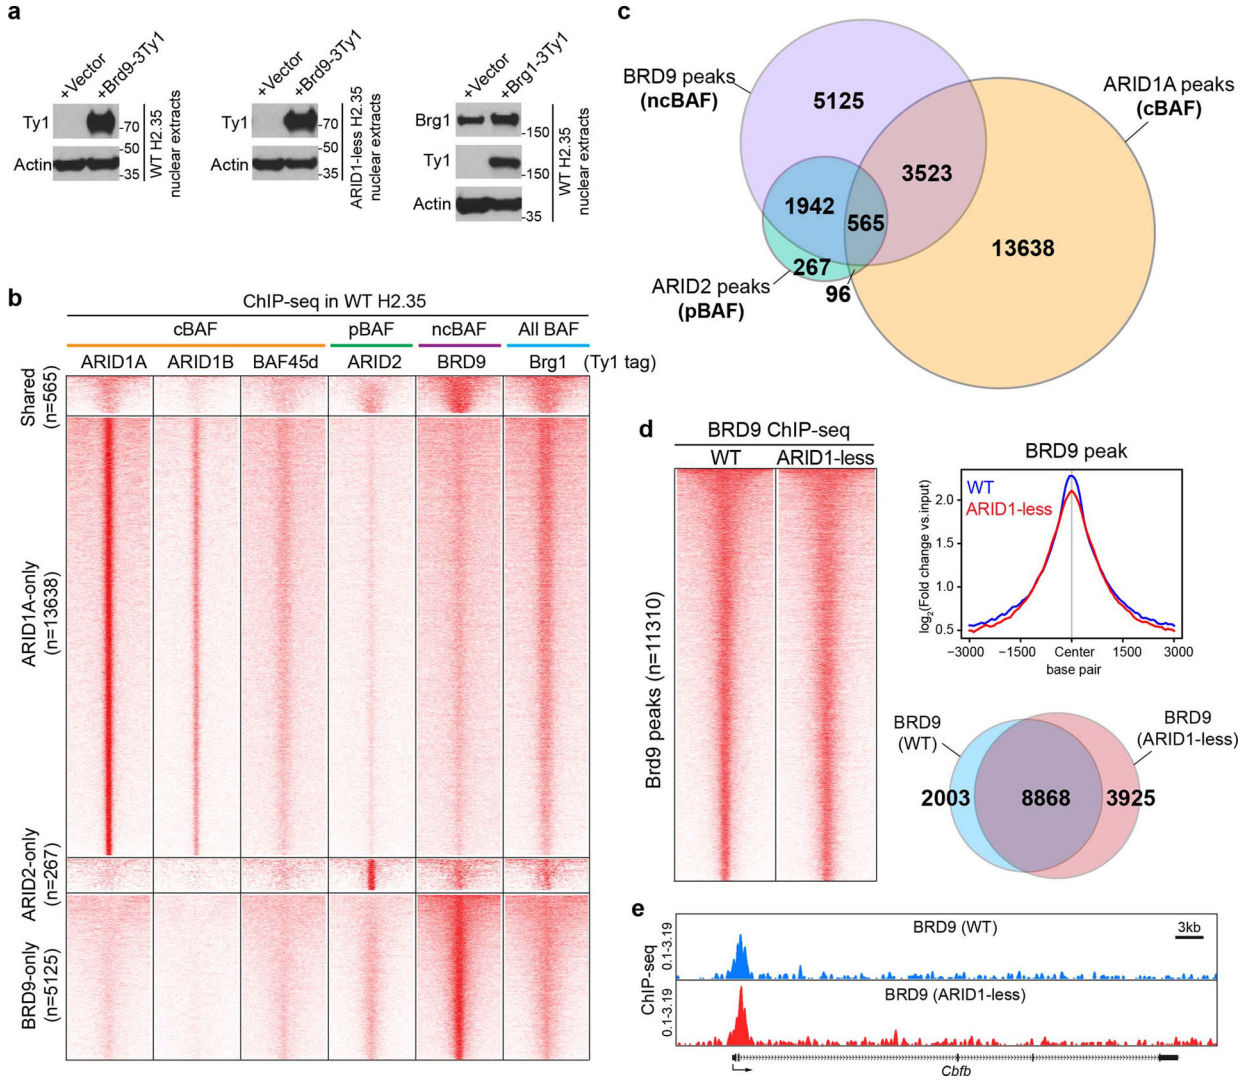 a
+Vector
+Brd9-3Ty1
Ty1
Actin
-70
-50
-35
WT H2.35
nuclear extracts
+Vector
+Brd9-3Ty1
Ty1
Actin
-70
-50
-35
ARID1-less H2.35
nuclear extracts
+Vector
+Brg1-3Ty1
Brg1
Ty1
Actin
-150
-150
-35
WT H2.35
nuclear extracts
b
ChIP-seq in WT H2.35
cBAF
pBAF
ncBAF
All BAF
ARID1A
ARID1B
BAF45d
ARID2
BRD9
Brg1
(Ty1 tag)
Shared
(n=565)
ARID1A-only
(n=13638)
ARID2-only
(n=267)
BRD9-only
(n=5125)
c
BRD9 peaks
(ncBAF)
ARID1A peaks
(cBAF)
ARID2 peaks
(pBAF)
5125
3523
1942
565
13638
267
96
d
BRD9 ChIP-seq
WT
ARID1-less
Brd9 peaks (n=11310)
BRD9 peak
WT
ARID1-less
log2(Fold change vs.input)
2.0
1.5
1.0
0.5
−3000
−1500
Center
1500
3000
base pair
BRD9
(WT)
BRD9
(ARID1-less)
2003
8868
3925
e
ChIP-seq
0.1-3.19
BRD9 (WT)
3kb
0.1-3.19
BRD9 (ARID1-less)
Cbfb